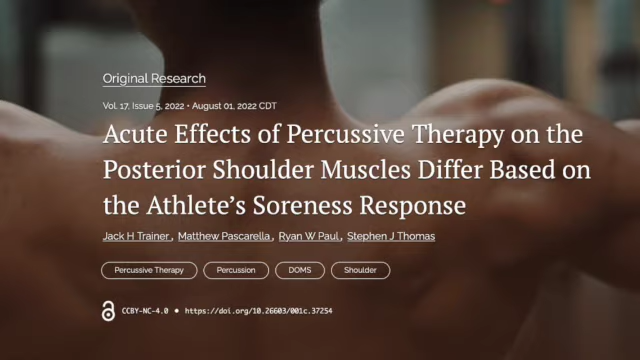 Original Research
Vol. 17, Issue 5, 2022 • August 01, 2022 CDT
Acute Effects of Percussive Therapy on the
Posterior Shoulder Muscles Differ Based on
the Athlete's Soreness Response
Jack H Trainer, Matthew Pascarella, Ryan W Paul, Stephen J Thomas
Percussive Therapy Percussion DOMS Shoulder
CCBY-NC-4.0 • https://doi.org/10.26603/001c.37254